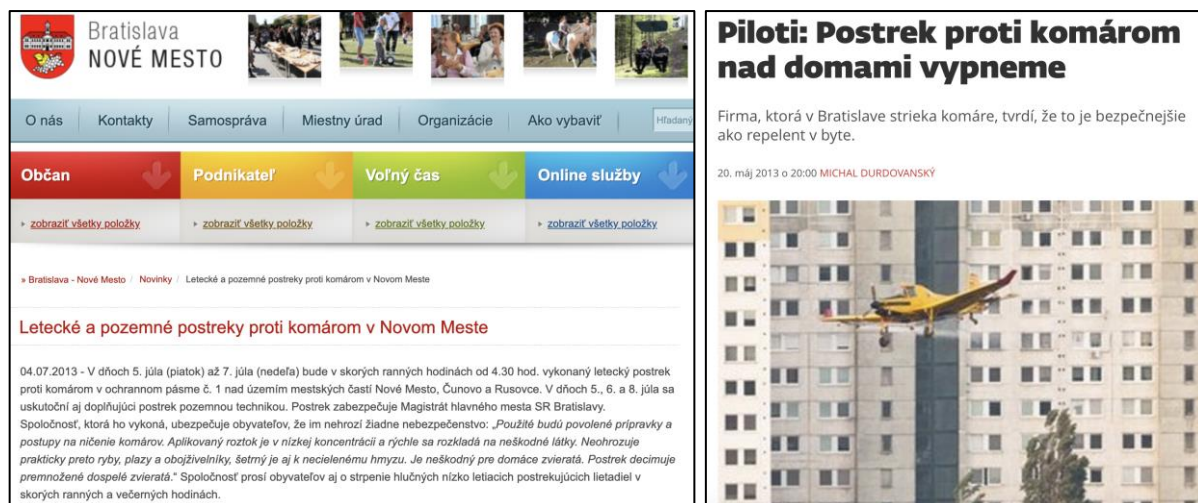 Bratislava
NOVÉ MESTO
O nás
Kontakty
Samospráva
Miestny úrad
Organizácie
Ako vybaviť
Hľadaný
Občan
Podnikateľ
Voľný čas
Online služby
zobraziť všetky položky
zobraziť všetky položky
zobraziť všetky položky
zobraziť všetky položky
» Bratislava - Nové Mesto / Novinky / Letecké a pozemné postreky proti komárom v Novom Meste
Letecké a pozemné postreky proti komárom v Novom Meste
04.07.2013 - V dňoch 5. júla (piatok) až 7. júla (nedeľa) bude v skorých ranných hodinách od 4.30 hod. vykonaný letecký postrek
proti komárom v ochrannom pásme č. 1 nad územím mestských častí Nové Mesto, Čunovo a Rusovce. V dňoch 5., 6. a 8. júla sa
uskutoční aj doplňujúci postrek pozemnou technikou. Postrek zabezpečuje Magistrát hlavného mesta SR Bratislavy.
Spoločnosť, ktorá ho vykoná, ubezpečuje obyvateľov, že im nehrozí žiadne nebezpečenstvo: „Použité budú povolené prípravky a
postupy na ničenie komárov. Aplikovaný roztok je v nízkej koncentrácii a rýchle sa rozkladá na neškodné látky. Neohrozuje
prakticky preto ryby, plazy a obojživelníky, šetrný je aj k necielenému hmyzu. Je neškodný pre domáce zvieratá. Postrek decimuje
premnožené dospelé zvieratá.“ Spoločnosť prosí obyvateľov aj o strpenie hlučných nízko letiacich postrekujúcich lietadiel v
skorých ranných a večerných hodinách.
Piloti: Postrek proti komárom
nad domami vypneme
Firma, ktorá v Bratislave strieka komáre, tvrdí, že to je bezpečnejšie
ako repelent v byte.
20. máj 2013 o 20:00 MICHAL DURDOVANSKÝ